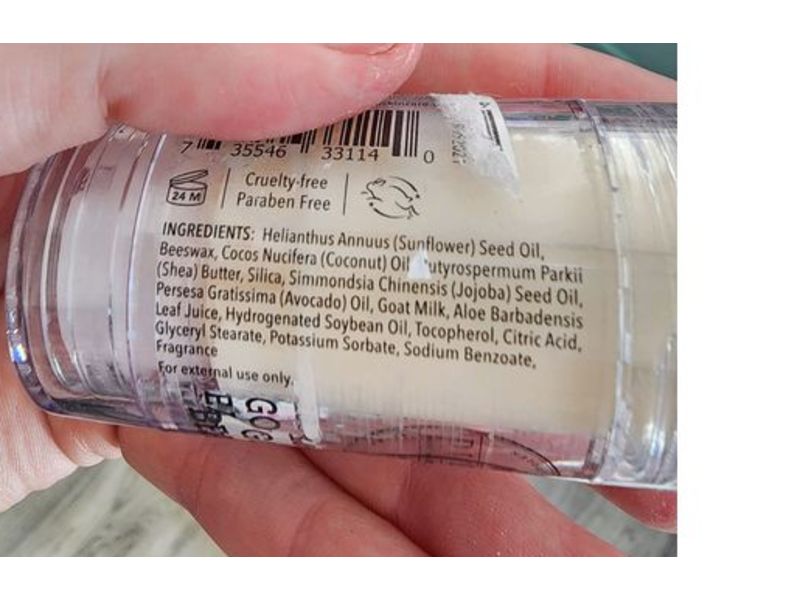 7 35546 33114 0
24 M
Cruelty-free
Paraben Free
INGREDIENTS: Helianthus Annuus (Sunflower) Seed Oil,
Beeswax, Cocos Nucifera (Coconut) Oil, utyrospermum Parkii
(Shea) Butter, Silica, Simmondsia Chinensis (Jojoba) Seed Oil,
Persesa Gratissima (Avocado) Oil, Goat Milk, Aloe Barbadensis
Leaf Juice, Hydrogenated Soybean Oil, Tocopherol, Citric Acid,
Glyceryl Stearate, Potassium Sorbate, Sodium Benzoate,
Fragrance
For external use only.